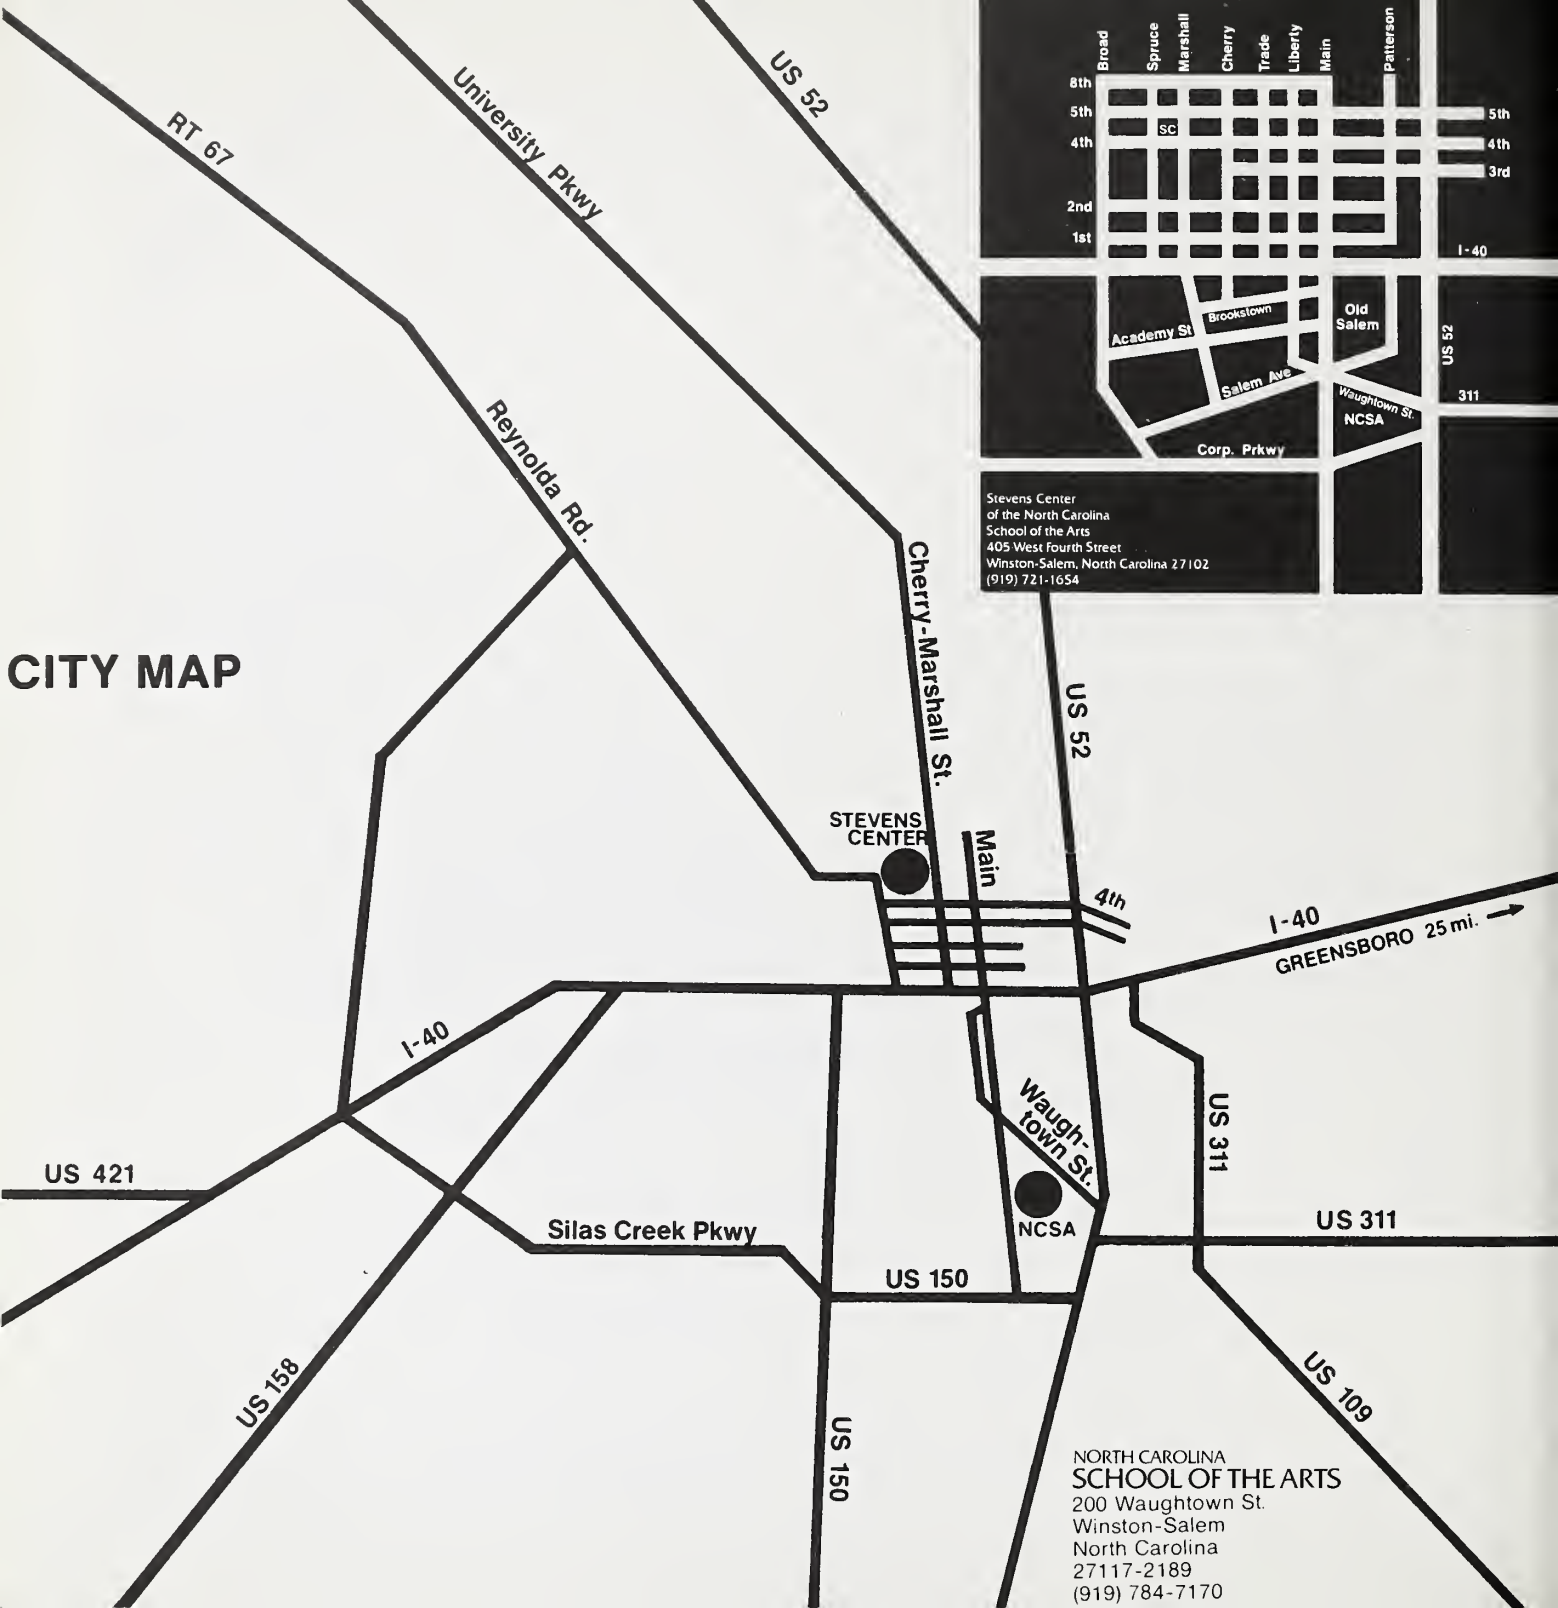 RT 67
University Pkwy
US 52
Broad
Spruce
Marshall
Cherry
Trade
Liberty
Main
Patterson
8th
5th
4th
2nd
1st
SC
5th
4th
3rd
I-40
Brookstown
Academy St
Old
Salem
US 52
Salem Ave
Waughtown St.
NCSA
311
Corp. Prkwy
Stevens Center
of the North Carolina
School of the Arts
405 West Fourth Street
Winston-Salem, North Carolina 27102
(919) 721-1654
Reynolda Rd.
Cherry-Marshall St.
CITY MAP
US 52
STEVENS
CENTER
Main
4th
I-40
GREENSBORO 25 mi.
I-40
Waugh-
town St.
US 311
US 421
NCSA
US 311
Silas Creek Pkwy
US 150
US 158
US 109
US 150
NORTH CAROLINA
SCHOOL OF THE ARTS
200 Waughtown St.
Winston-Salem
North Carolina
27117-2189
(919) 784-7170